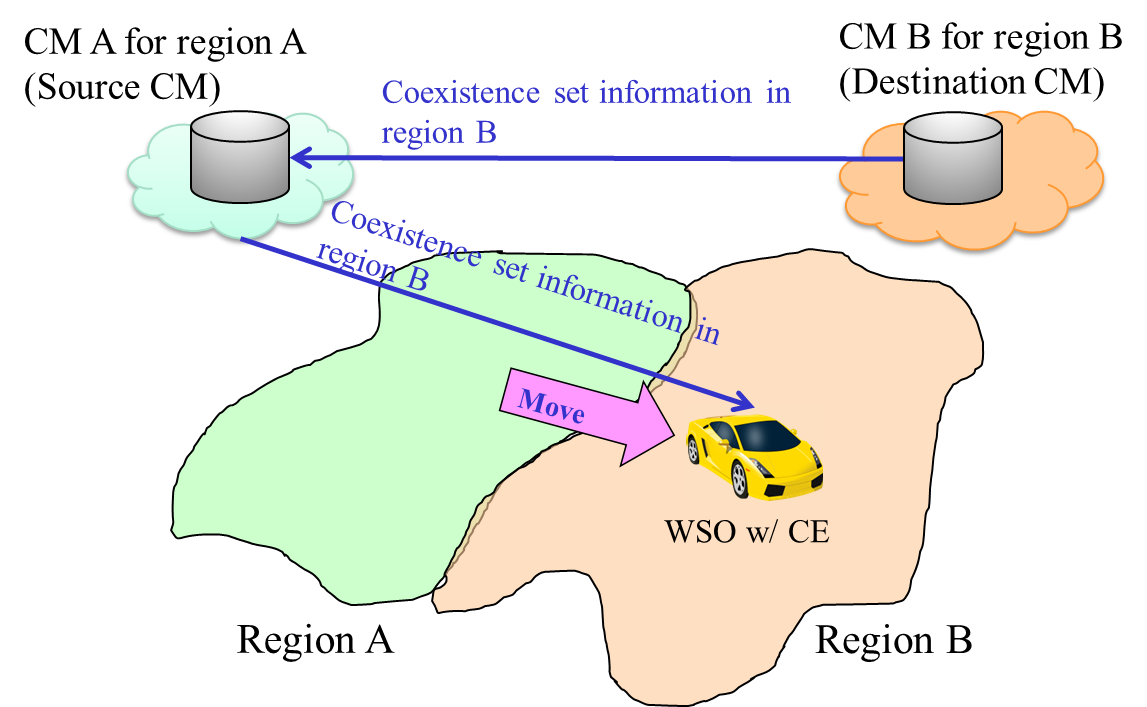 CM A for region A
(Source CM)
CM B for region B
(Destination CM)
Coexistence set information in
region B
Coexistence set information in
region B
Move
WSO w/ CE
Region A
Region B